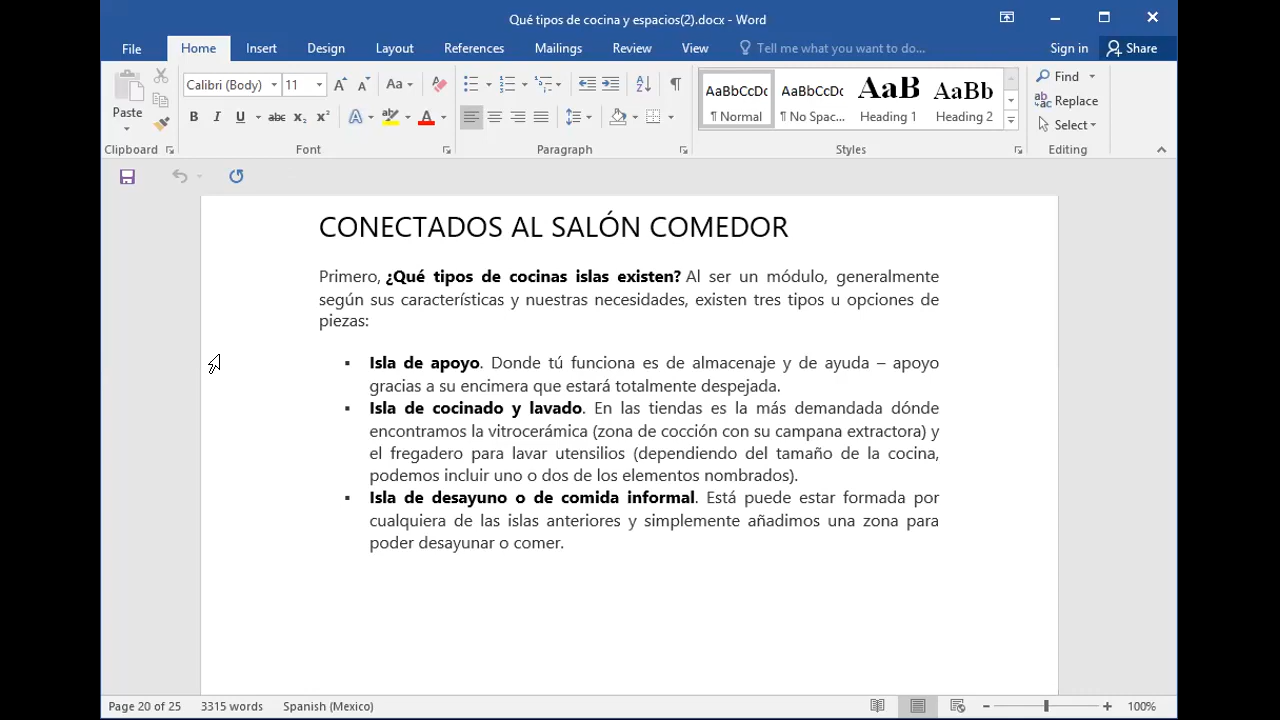 Qué tipos de cocina y espacios(2).docx - Word
File Home Insert Design Layout References Mailings Review View Tell me what you want to do... Sign in Share
Calibri (Body) 11 Aa
Paste
B I U abc x₂ x² A A
AaBbCcDc AaBbCcDc AaB AaBb
¶ Normal ¶ No Spac... Heading 1 Heading 2
Find
Replace
Select
Clipboard Font Paragraph Styles Editing
CONECTADOS AL SALÓN COMEDOR
Primero, ¿Qué tipos de cocinas islas existen? Al ser un módulo, generalmente
según sus características y nuestras necesidades, existen tres tipos u opciones de
piezas:
▪ Isla de apoyo. Donde tú funciona es de almacenaje y de ayuda – apoyo
gracias a su encimera que estará totalmente despejada.
▪ Isla de cocinado y lavado. En las tiendas es la más demandada dónde
encontramos la vitrocerámica (zona de cocción con su campana extractora) y
el fregadero para lavar utensilios (dependiendo del tamaño de la cocina,
podemos incluir uno o dos de los elementos nombrados).
▪ Isla de desayuno o de comida informal. Está puede estar formada por
cualquiera de las islas anteriores y simplemente añadimos una zona para
poder desayunar o comer.
Page 20 of 25 3315 words Spanish (Mexico) 100%